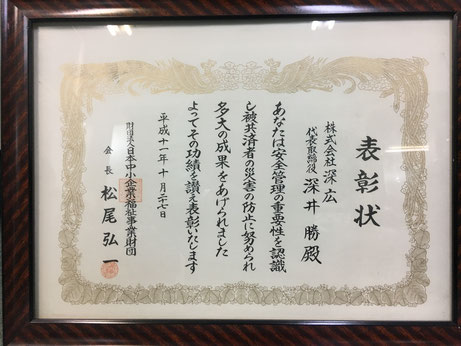 表彰状
株式会社深広
代表取締役 深井勝殿
あなたは安全管理の重要性を認識
し被共済者の災害の防止に努められ
多大の成果をあげられました
よってその功績を讃え表彰いたします
平成十一年十月二十七日
財団法人日本中小企業福祉事業財団
会長 松尾弘一